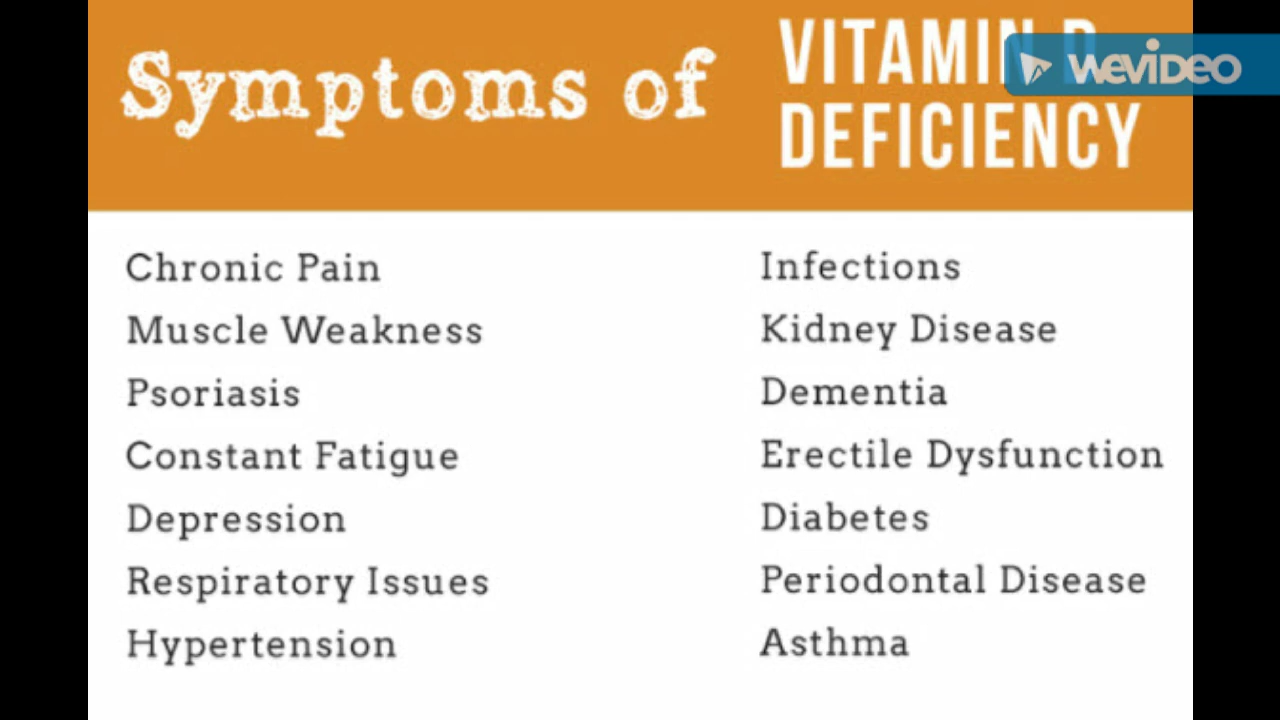 Symptoms of
VITAMIN D
DEFICIENCY
WEVIDEO
Chronic Pain
Muscle Weakness
Psoriasis
Constant Fatigue
Depression
Respiratory Issues
Hypertension
Infections
Kidney Disease
Dementia
Erectile Dysfunction
Diabetes
Periodontal Disease
Asthma